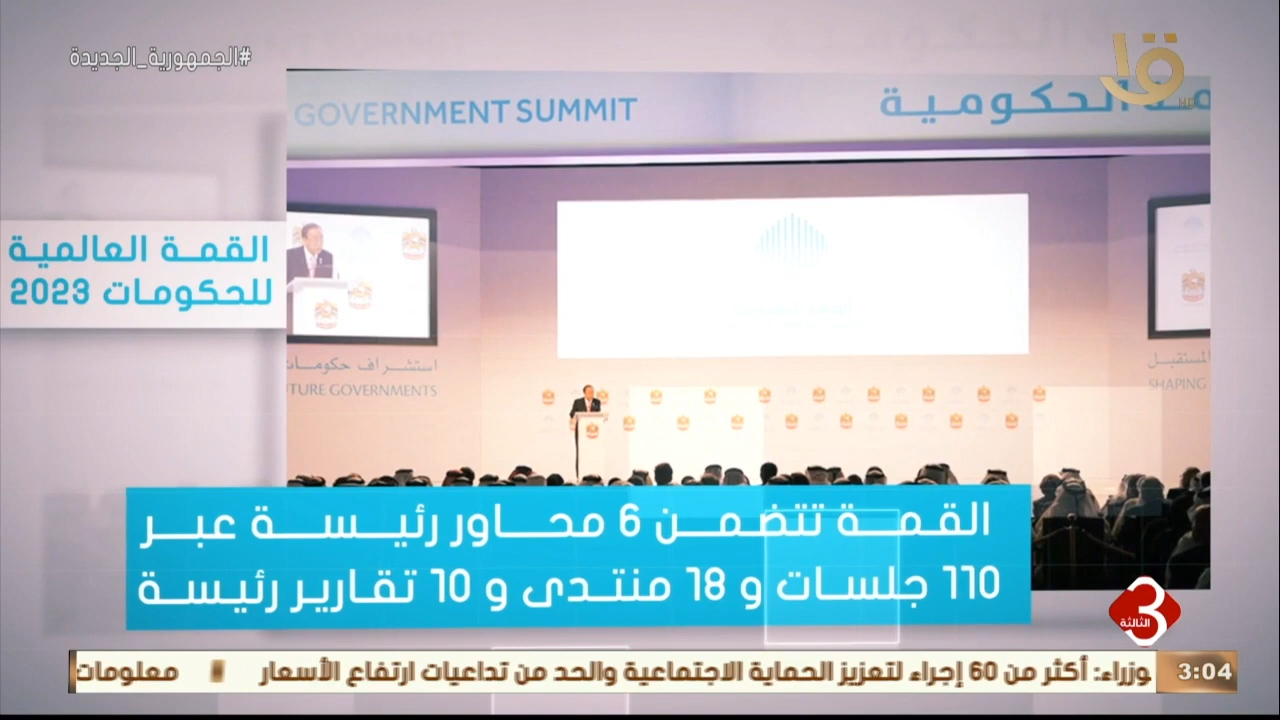 #الجمهورية_الجديدة
GOVERNMENT SUMMIT
الحكومية
القمة العالمية
للحكومات 2023
استشراف حكومات
TURE GOVERNMENTS
المستقبل
SHAPING
القمة تتضمن 6 محاور رئيسة عبر
110 جلسات و 18 منتدى و 10 تقارير رئيسة
3
الثالثة
وزراء: أكثر من 60 إجراء لتعزيز الحماية الاجتماعية والحد من تداعيات ارتفاع الأسعار
معلومات
3:04